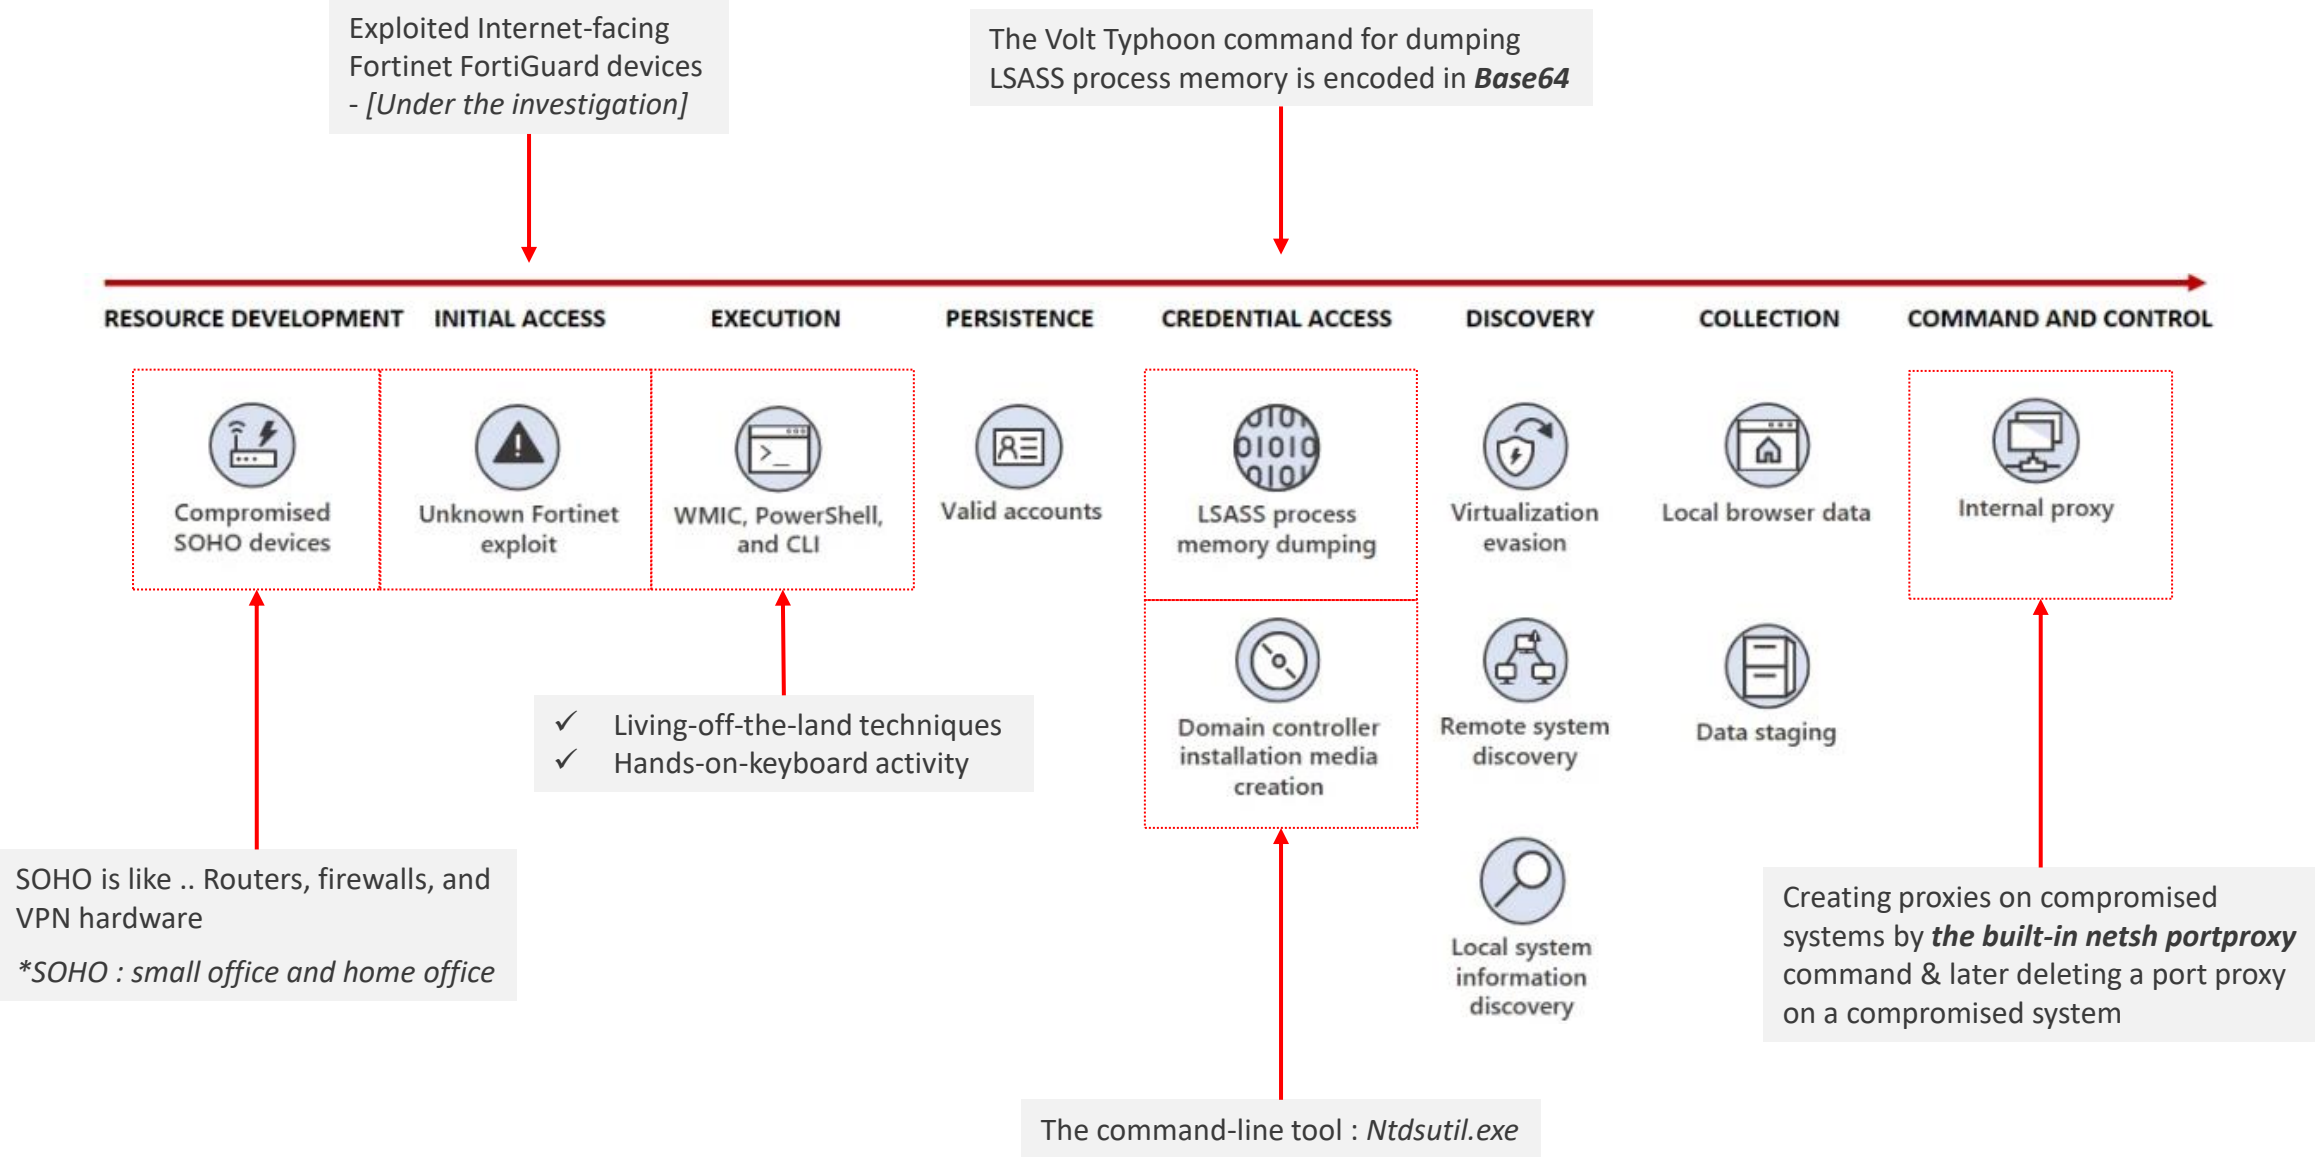 Exploited Internet-facing
Fortinet FortiGuard devices
- [Under the investigation]
The Volt Typhoon command for dumping
LSASS process memory is encoded in Base64
RESOURCE DEVELOPMENT
INITIAL ACCESS
EXECUTION
PERSISTENCE
CREDENTIAL ACCESS
DISCOVERY
COLLECTION
COMMAND AND CONTROL
Compromised
SOHO devices
Unknown Fortinet
exploit
WMIC, PowerShell,
and CLI
Valid accounts
LSASS process
memory dumping
Virtualization
evasion
Local browser data
Internal proxy
Domain controller
installation media
creation
Remote system
discovery
Data staging
Local system
information
discovery
✓ Living-off-the-land techniques
✓ Hands-on-keyboard activity
SOHO is like .. Routers, firewalls, and
VPN hardware
*SOHO : small office and home office
Creating proxies on compromised
systems by the built-in netsh portproxy
command & later deleting a port proxy
on a compromised system
The command-line tool : Ntdsutil.exe